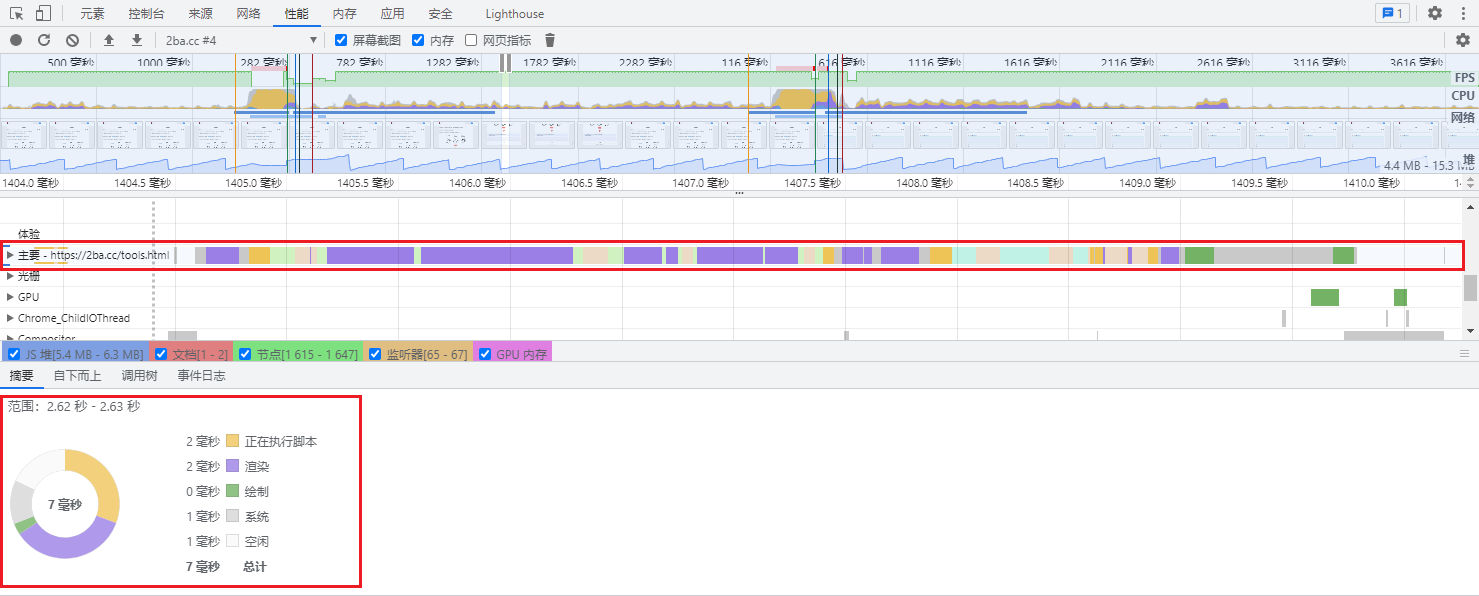 元素 控制台 来源 网络 性能 内存 应用 安全 Lighthouse 1
2ba.cc #4 屏幕截图 内存 网页指标
500 毫秒 1000 毫秒 282 毫秒 782 毫秒 1282 毫秒 1782 毫秒 2282 毫秒 116 毫秒 616 毫秒 1116 毫秒 1616 毫秒 2116 毫秒 2616 毫秒 3116 毫秒 3616 毫秒
FPS
CPU
网络
堆
4.4 MB - 15.3 MB
1404.0 毫秒 1404.5 毫秒 1405.0 毫秒 1405.5 毫秒 1406.0 毫秒 1406.5 毫秒 1407.0 毫秒 1407.5 毫秒 1408.0 毫秒 1408.5 毫秒 1409.0 毫秒 1409.5 毫秒 1410.0 毫秒
体验
主要 - https://2ba.cc/tools.html
光栅
GPU
Chrome_ChildIOThread
Compositor
JS 堆[5.4 MB - 6.3 MB] 文档[1 - 2] 节点[1 615 - 1 647] 监听器[65 - 67] GPU 内存
摘要 自下而上 调用树 事件日志
范围：2.62 秒 - 2.63 秒
2 毫秒 正在执行脚本
2 毫秒 渲染
7 毫秒
0 毫秒 绘制
1 毫秒 系统
1 毫秒 空闲
7 毫秒 总计